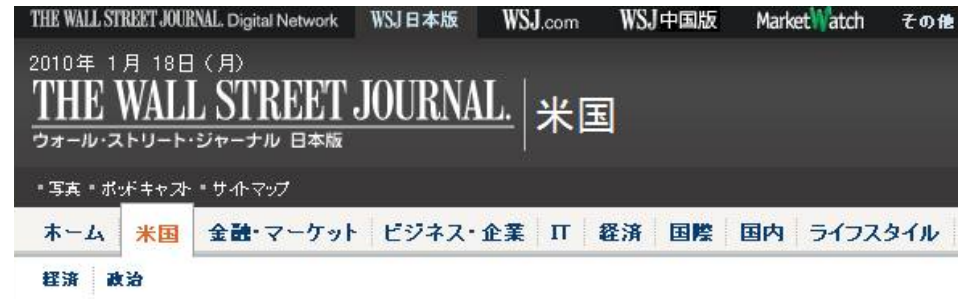 THE WALL STREET JOURNAL. Digital Network WSJ日本版 WSJ.com WSJ中国版 MarketWatch その他
2010年 1月 18日（月）
THE WALL STREET JOURNAL. 米国
ウォール・ストリート・ジャーナル 日本版
写真 ポッドキャスト サイトマップ
ホーム 米国 金融・マーケット ビジネス・企業 IT 経済 国際 国内 ライフスタイル
経済 政治